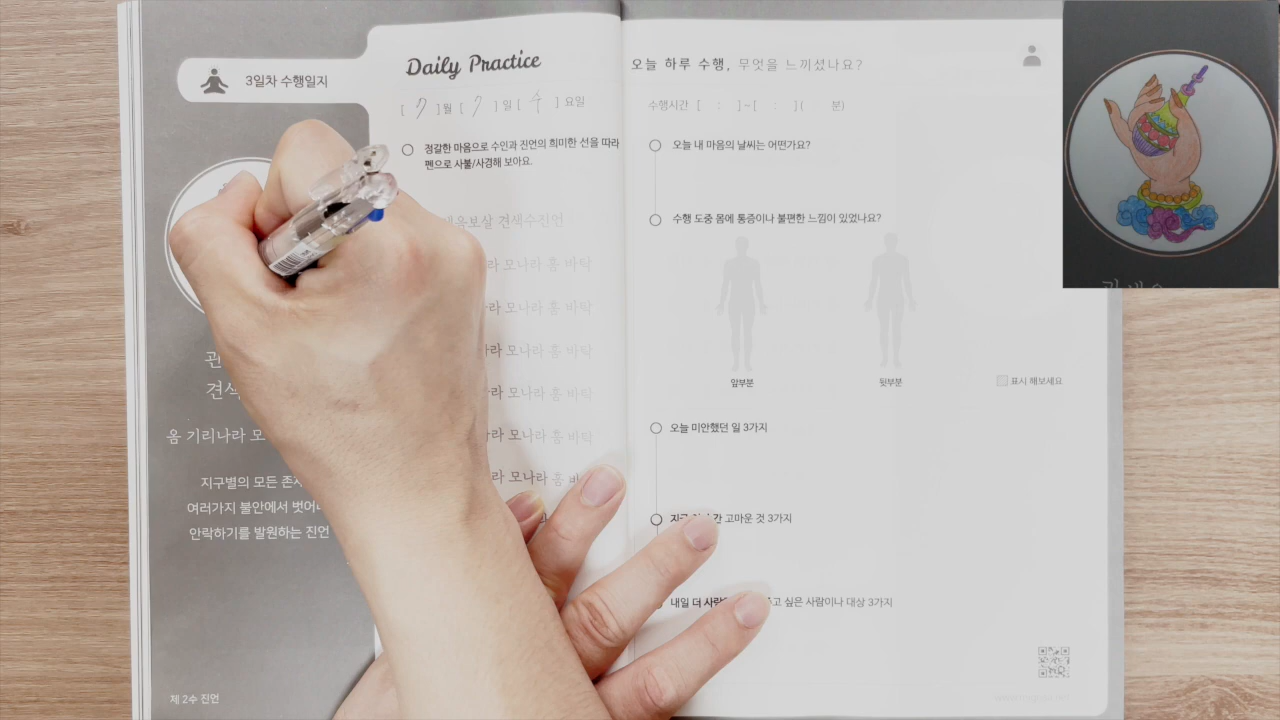 3일차 수행일지
Daily Practice
[ 7 ]월 [ 7 ]일 [ 수 ]요일
정갈한 마음으로 수인과 진언의 희미한 선을 따라
펜으로 사불/사경해 보아요.
견색수진언
모나라 훔 바탁
라 모나라 훔 바탁
라 모나라 훔 바탁
라 모나라 훔 바탁
라 모나라 훔 바탁
라 모나라 훔
관
견색
옴 기리나라 모
지구별의 모든
여러가지 불안에서
안락하기를 발원하는 진언
제 2수 진언
오늘 하루 수행, 무엇을 느끼셨나요?
수행시간 [ : ]~[ : ]( 분)
오늘 내 마음의 날씨는 어떤가요?
수행 도중 몸에 통증이나 불편한 느낌이 있었나요?
앞부분
뒷부분
표시 해보세요
오늘 미안했던 일 3가지
지금 간 고마운 것 3가지
내일 더 고 싶은 사람이나 대상 3가지